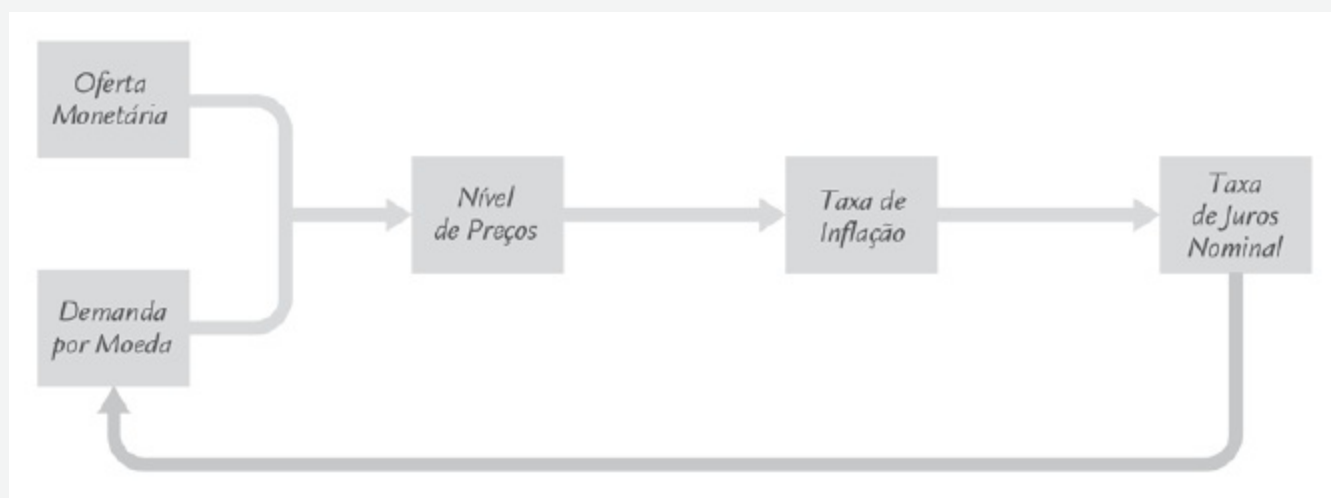 Oferta
Monetária
Demanda
por Moeda
Nível
de Preços
Taxa de
Inflação
Taxa
de Juros
Nominal